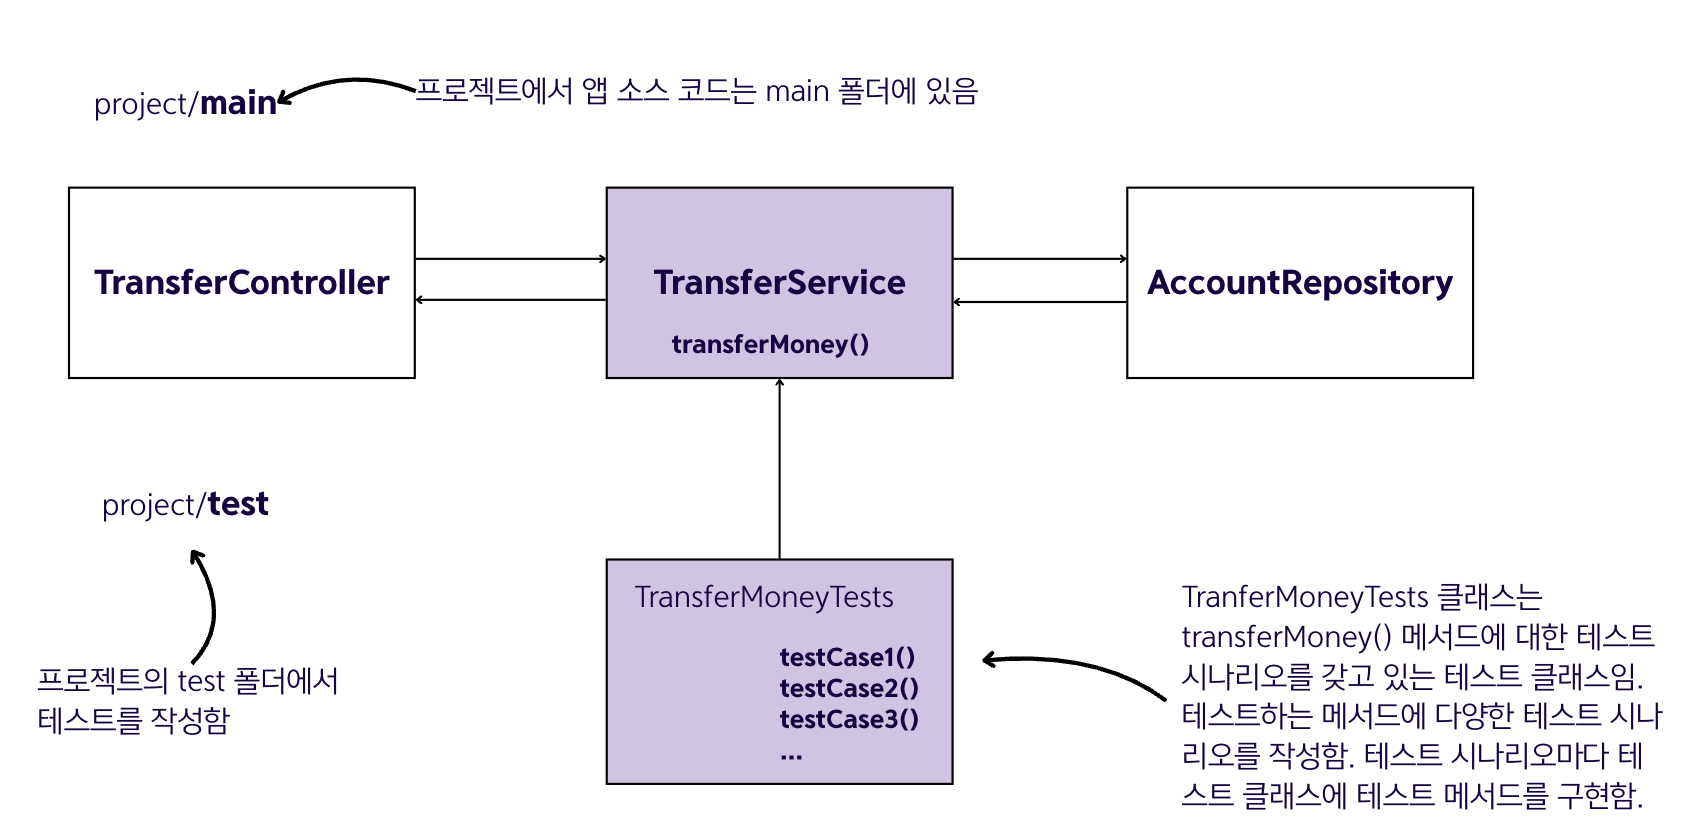 project/main
프로젝트에서 앱 소스 코드는 main 폴더에 있음
TransferController
TransferService
transferMoney()
AccountRepository
project/test
프로젝트의 test 폴더에서
테스트를 작성함
TransferMoneyTests
testCase1()
testCase2()
testCase3()
...
TranferMoneyTests 클래스는
transferMoney() 메서드에 대한 테스트
시나리오를 갖고 있는 테스트 클래스임.
테스트하는 메서드에 다양한 테스트 시나
리오를 작성함. 테스트 시나리오마다 테
스트 클래스에 테스트 메서드를 구현함.